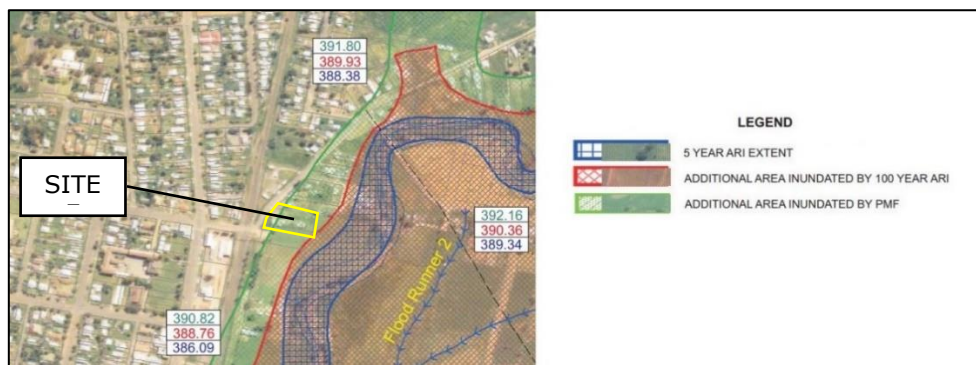 391.80
389.93
388.38
SITE
392.16
390.36
389.34
Flood Runner 2
390.82
388.76
386.09
LEGEND
5 YEAR ARI EXTENT
ADDITIONAL AREA INUNDATED BY 100 YEAR ARI
ADDITIONAL AREA INUNDATED BY PMF